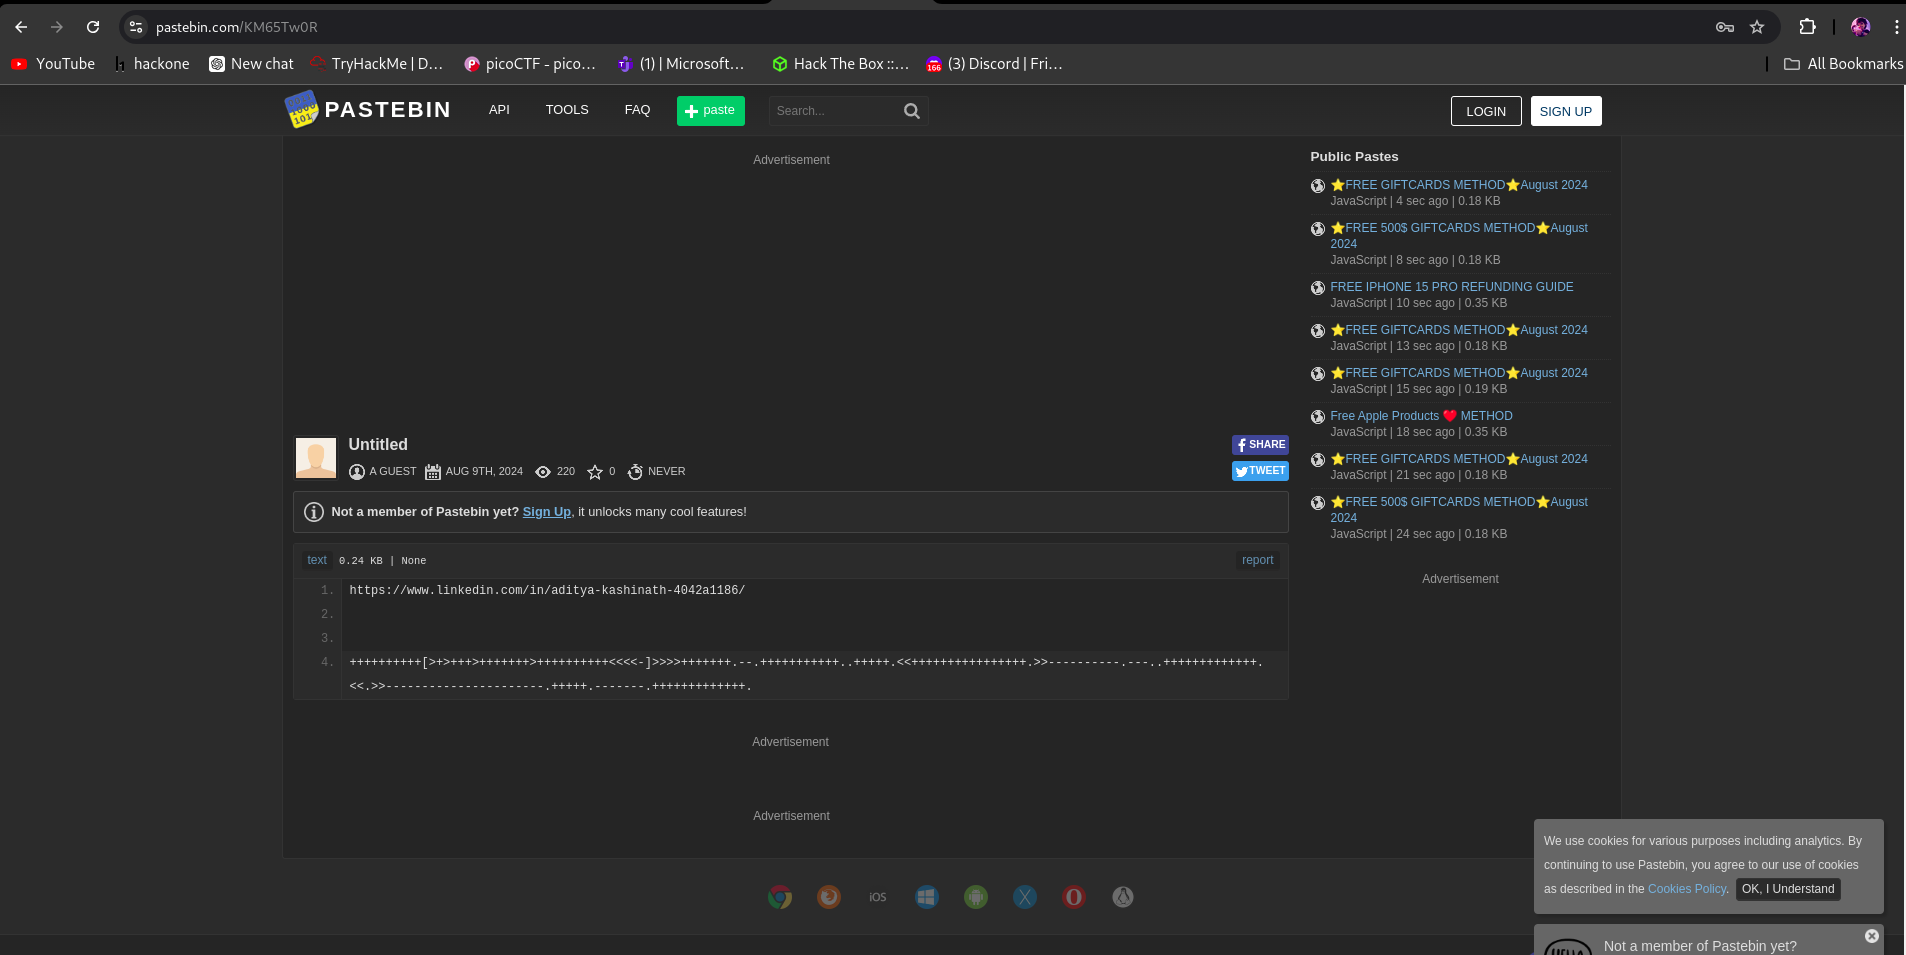 pastebin.com/KM65Tw0R
YouTube
hackone
New chat
TryHackMe | D...
picoCTF - pico...
(1) | Microsoft...
Hack The Box ::...
(3) Discord | Fri...
All Bookmarks
PASTEBIN
API
TOOLS
FAQ
paste
Search...
LOGIN
SIGN UP
Advertisement
Untitled
A GUEST
AUG 9TH, 2024
220
0
NEVER
SHARE
TWEET
Not a member of Pastebin yet? Sign Up, it unlocks many cool features!
text 0.24 KB | None
report
1. https://www.linkedin.com/in/aditya-kashinath-4042a1186/
2.
3.
4. ++++++++++[>+>+++>+++++++>++++++++++<<<<-]>>>>+++++++.--.+++++++++++..+++++.<<++++++++++++++++.>>----------.---..+++++++++++++.
<<.>>----------------------.+++++.-------.+++++++++++++.
Advertisement
Advertisement
Public Pastes
⭐FREE GIFTCARDS METHOD⭐August 2024
JavaScript | 4 sec ago | 0.18 KB
⭐FREE 500$ GIFTCARDS METHOD⭐August
2024
JavaScript | 8 sec ago | 0.18 KB
FREE IPHONE 15 PRO REFUNDING GUIDE
JavaScript | 10 sec ago | 0.35 KB
⭐FREE GIFTCARDS METHOD⭐August 2024
JavaScript | 13 sec ago | 0.18 KB
⭐FREE GIFTCARDS METHOD⭐August 2024
JavaScript | 15 sec ago | 0.19 KB
Free Apple Products ❤️ METHOD
JavaScript | 18 sec ago | 0.35 KB
⭐FREE GIFTCARDS METHOD⭐August 2024
JavaScript | 21 sec ago | 0.18 KB
⭐FREE 500$ GIFTCARDS METHOD⭐August
2024
JavaScript | 24 sec ago | 0.18 KB
Advertisement
iOS
We use cookies for various purposes including analytics. By
continuing to use Pastebin, you agree to our use of cookies
as described in the Cookies Policy. OK, I Understand
HELLO
Not a member of Pastebin yet?